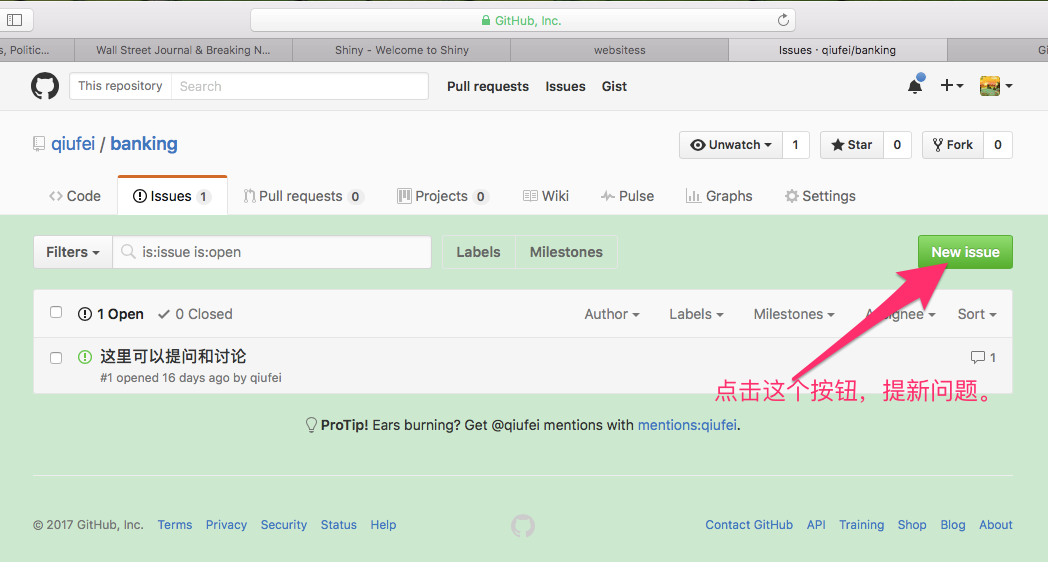 GitHub, Inc.
s, Politic...
Wall Street Journal & Breaking N...
Shiny - Welcome to Shiny
websitess
Issues · qiufei/banking
Gi
This repository
Search
Pull requests
Issues
Gist
qiufei / banking
Unwatch
1
Star
0
Fork
0
Code
Issues 1
Pull requests 0
Projects 0
Wiki
Pulse
Graphs
Settings
Filters
is:issue is:open
Labels
Milestones
New issue
1 Open
0 Closed
Author
Labels
Milestones
Assignee
Sort
这里可以提问和讨论
1
#1 opened 16 days ago by qiufei
点击这个按钮，提新问题。
ProTip! Ears burning? Get @qiufei mentions with mentions:qiufei.
© 2017 GitHub, Inc.
Terms
Privacy
Security
Status
Help
Contact GitHub
API
Training
Shop
Blog
About